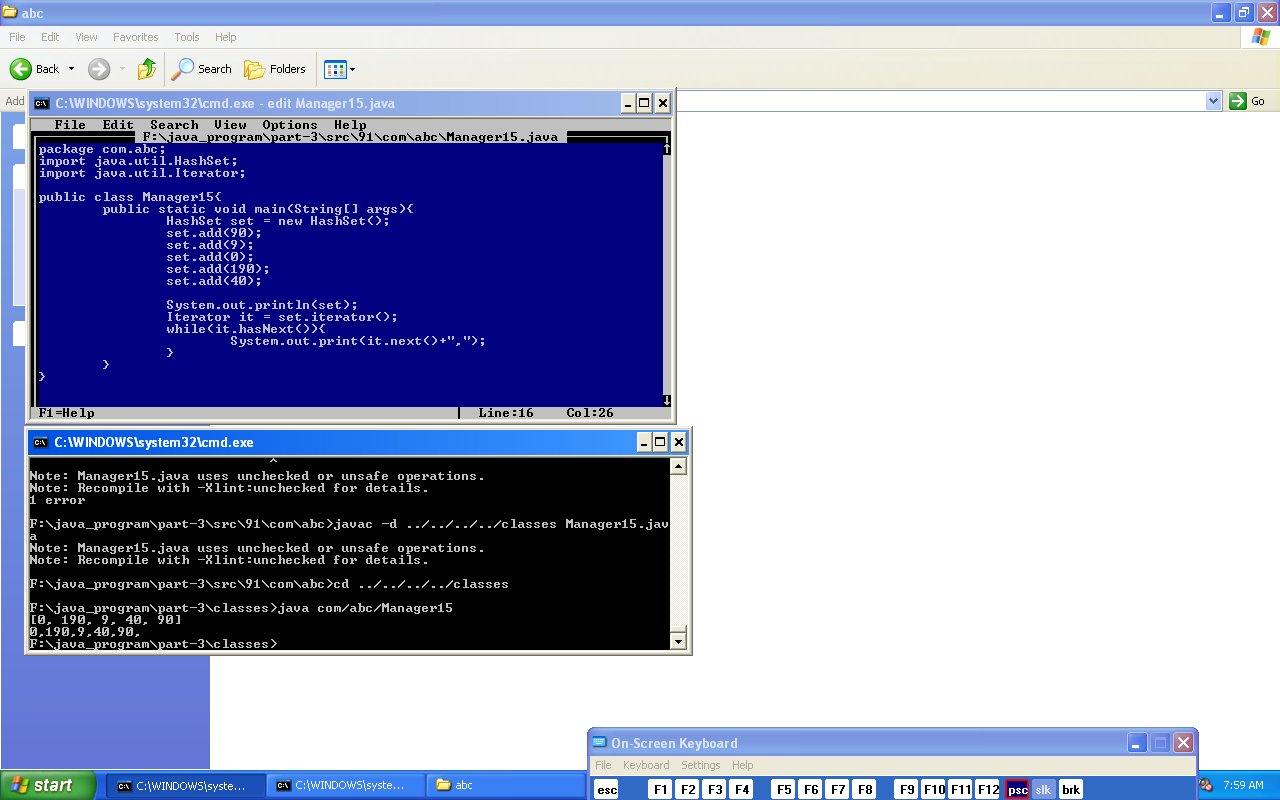 abc
File Edit View Favorites Tools Help
Back Search Folders
Add Go
C:\WINDOWS\system32\cmd.exe - edit Manager15.java
File Edit Search View Options Help
F:\java_program\part-3\src\91\com\abc\Manager15.java
package com.abc;
import java.util.HashSet;
import java.util.Iterator;
public class Manager15{
public static void main(String[] args){
HashSet set = new HashSet();
set.add(90);
set.add(9);
set.add(0);
set.add(190);
set.add(40);
System.out.println(set);
Iterator it = set.iterator();
while(it.hasNext()){
System.out.print(it.next()+",");
}
}
}
F1=Help Line:16 Col:26
C:\WINDOWS\system32\cmd.exe
^
Note: Manager15.java uses unchecked or unsafe operations.
Note: Recompile with -Xlint:unchecked for details.
1 error
F:\java_program\part-3\src\91\com\abc>javac -d ../../../../classes Manager15.jav
a
Note: Manager15.java uses unchecked or unsafe operations.
Note: Recompile with -Xlint:unchecked for details.
F:\java_program\part-3\src\91\com\abc>cd ../../../../classes
F:\java_program\part-3\classes>java com/abc/Manager15
[0, 190, 9, 40, 90]
0,190,9,40,90,
F:\java_program\part-3\classes>
On-Screen Keyboard
File Keyboard Settings Help
esc F1 F2 F3 F4 F5 F6 F7 F8 F9 F10 F11 F12 psc slk brk
start C:\WINDOWS\syste... C:\WINDOWS\syste... abc 7:59 AM